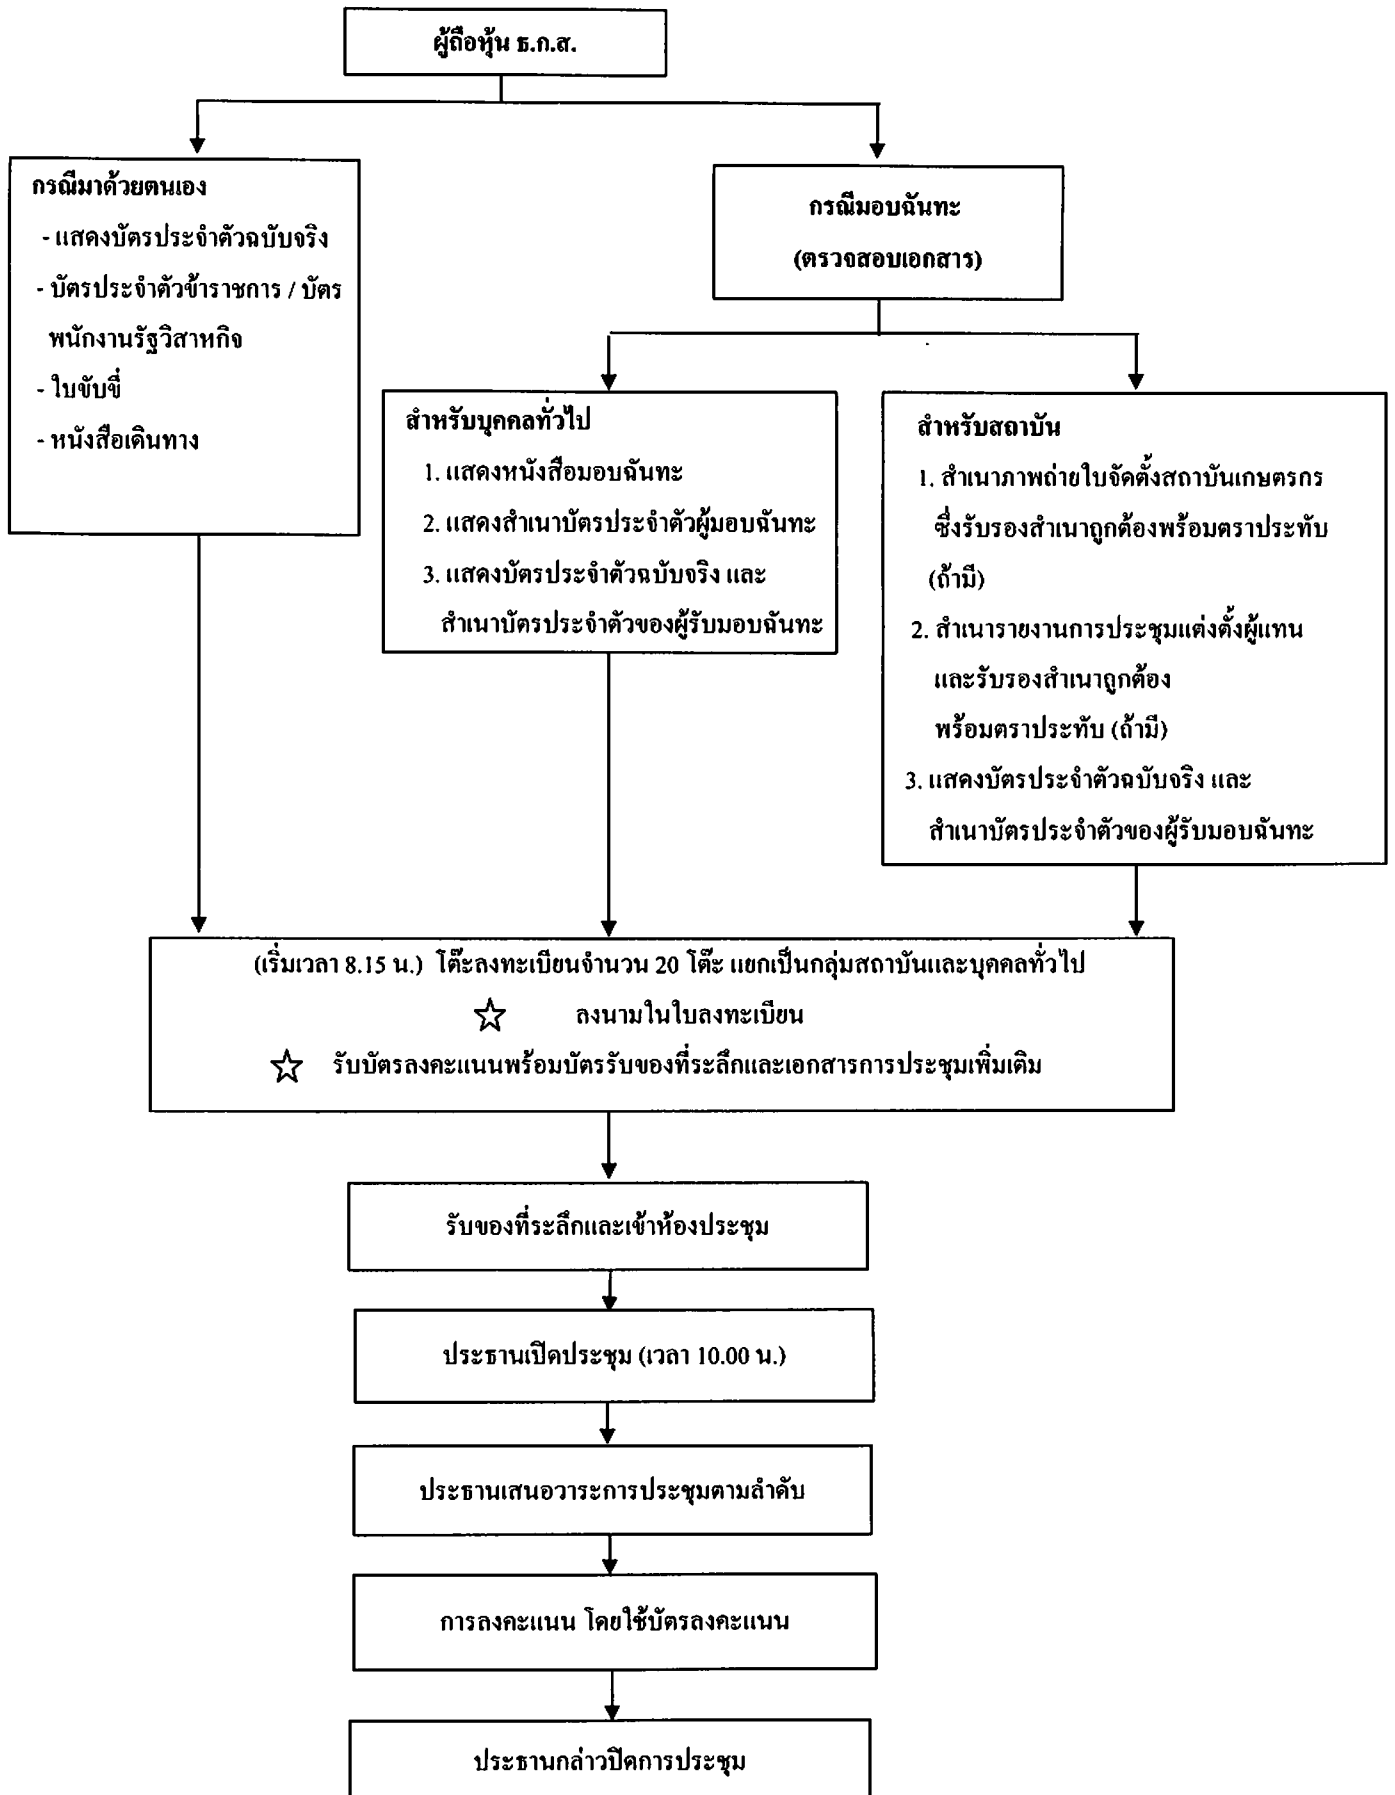 ผู้ถือหุ้น ธ.ก.ส.
กรณีมาด้วยตนเอง
- แสดงบัตรประจำตัวฉบับจริง
- บัตรประจำตัวข้าราชการ / บัตร
พนักงานรัฐวิสาหกิจ
- ใบขับขี่
- หนังสือเดินทาง
กรณีมอบฉันทะ
(ตรวจสอบเอกสาร)
สำหรับบุคคลทั่วไป
1. แสดงหนังสือมอบฉันทะ
2. แสดงสำเนาบัตรประจำตัวผู้มอบฉันทะ
3. แสดงบัตรประจำตัวฉบับจริง และ
สำเนาบัตรประจำตัวของผู้รับมอบฉันทะ
สำหรับสถาบัน
1. สำเนาภาพถ่ายใบจัดตั้งสถาบันเกษตรกร
ซึ่งรับรองสำเนาถูกต้องพร้อมตราประทับ
(ถ้ามี)
2. สำเนารายงานการประชุมแต่งตั้งผู้แทน
และรับรองสำเนาถูกต้อง
พร้อมตราประทับ (ถ้ามี)
3. แสดงบัตรประจำตัวฉบับจริง และ
สำเนาบัตรประจำตัวของผู้รับมอบฉันทะ
(เริ่มเวลา 8.15 น.) โต๊ะลงทะเบียนจำนวน 20 โต๊ะ แยกเป็นกลุ่มสถาบันและบุคคลทั่วไป
☆ ลงนามในใบลงทะเบียน
☆ รับบัตรลงคะแนนพร้อมบัตรรับของที่ระลึกและเอกสารการประชุมเพิ่มเติม
รับของที่ระลึกและเข้าห้องประชุม
ประธานเปิดประชุม (เวลา 10.00 น.)
ประธานเสนอวาระการประชุมตามลำดับ
การลงคะแนน โดยใช้บัตรลงคะแนน
ประธานกล่าวปิดการประชุม